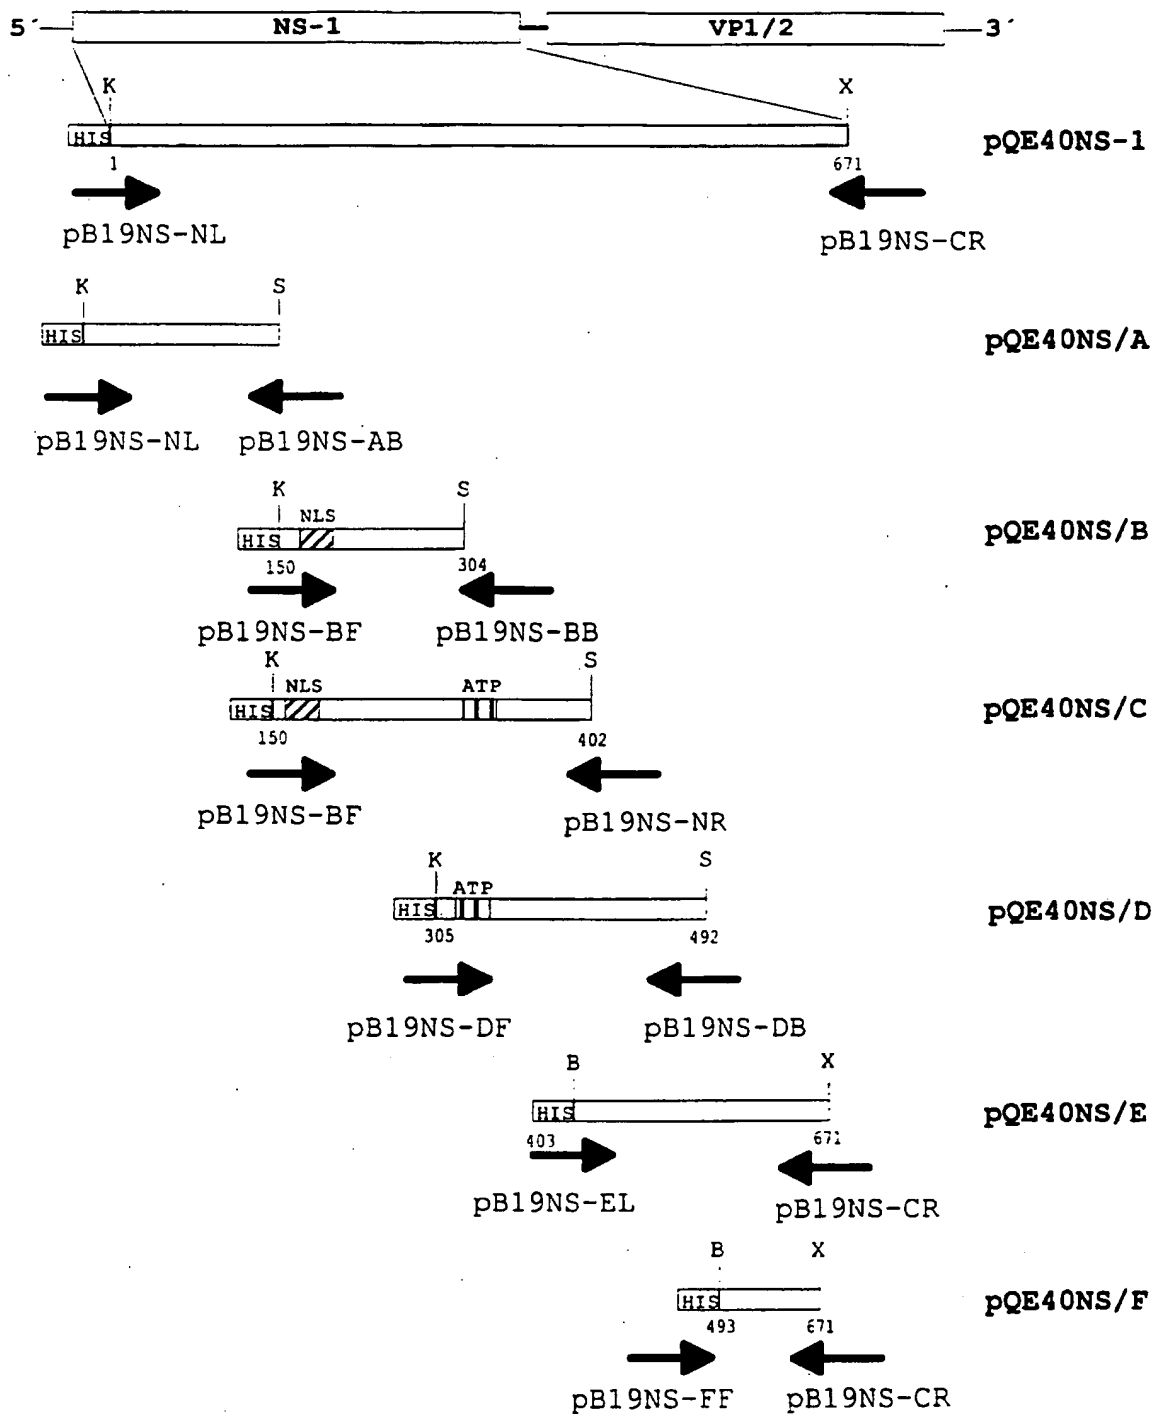 5´ NS-1 VP1/2 3´
K X
HIS pQE40NS-1
1 671
pB19NS-NL pB19NS-CR
K S
HIS pQE40NS/A
pB19NS-NL pB19NS-AB
K S
NLS
HIS pQE40NS/B
150 304
pB19NS-BF pB19NS-BB
K S
NLS ATP
HIS pQE40NS/C
150 402
pB19NS-BF pB19NS-NR
K S
ATP
HIS pQE40NS/D
305 492
pB19NS-DF pB19NS-DB
B X
HIS pQE40NS/E
403 671
pB19NS-EL pB19NS-CR
B X
HIS pQE40NS/F
493 671
pB19NS-FF pB19NS-CR